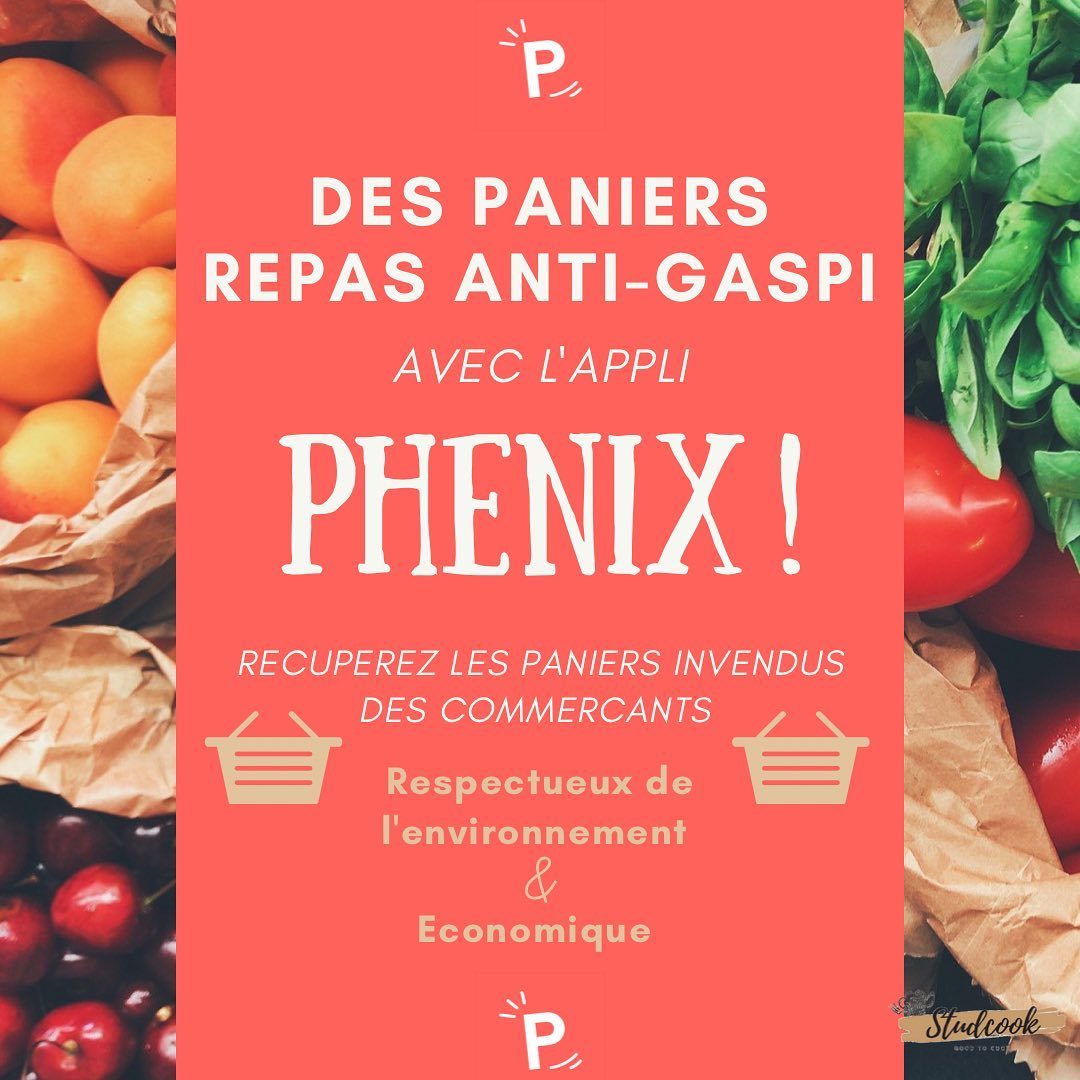 P
DES PANIERS
REPAS ANTI-GASPI
AVEC L'APPLI
PHENIX !
RECUPEREZ LES PANIERS INVENDUS
DES COMMERCANTS
Respectueux de
l'environnement
&
Economique
P
Studcook